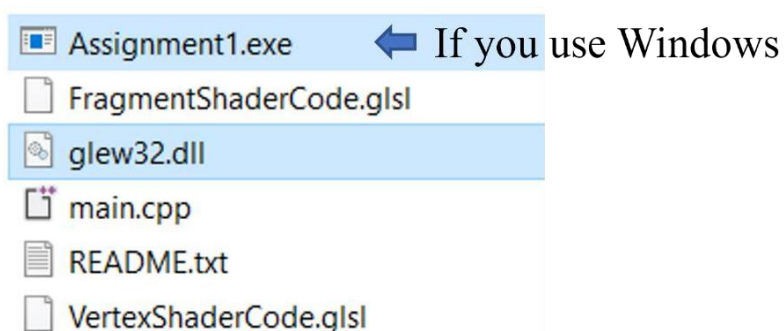 Assignment1.exe If you use Windows
FragmentShaderCode.glsl
glew32.dll
main.cpp
README.txt
VertexShaderCode.glsl